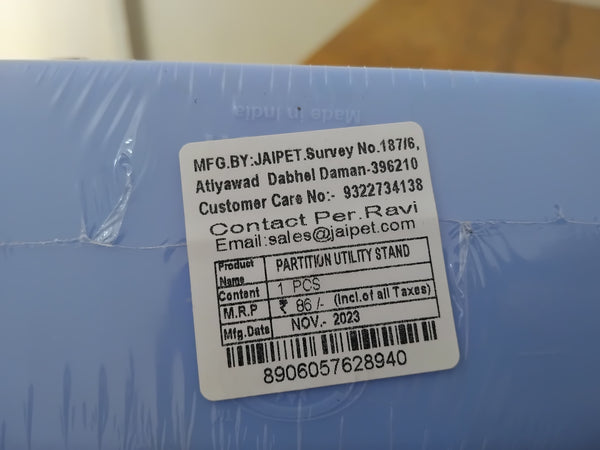 Made in India
MFG.BY:JAIPET.Survey No.187/6,
Atiyawad Dabhel Daman-396210
Customer Care No:- 9322734138
Contact Per.Ravi
Email:sales@jaipet.com
Product Name PARTITION UTILITY STAND
Content 1 PCS
M.R.P ₹ 86/- (Incl.of all Taxes)
Mfg.Date NOV.- 2023
8906057628940